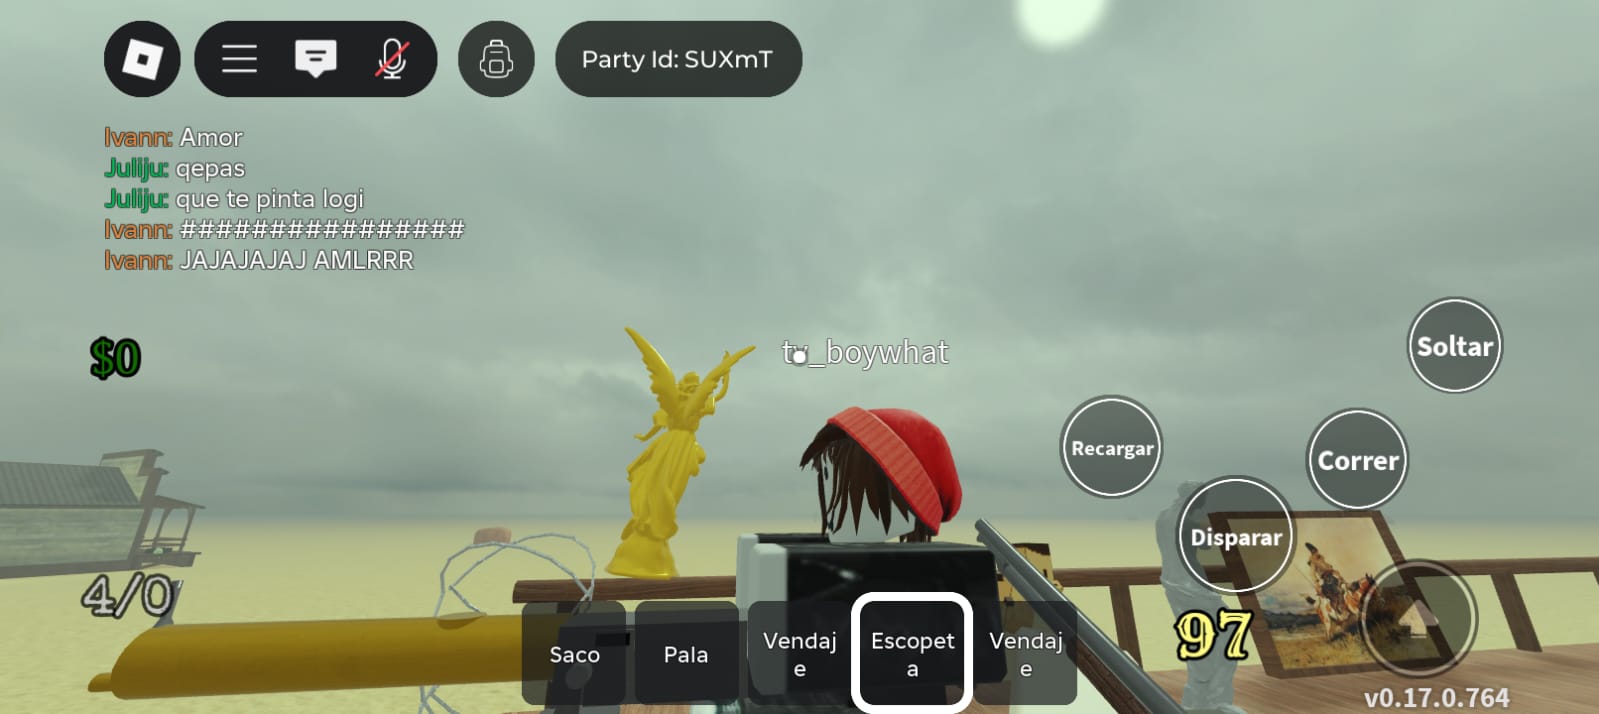 Party Id: SUXmT
Ivann: Amor
Juliju: qepas
Juliju: que te pinta logi
Ivann: ################
Ivann: JAJAJAJAJ AMLRRR
$0
tv_boywhat
Soltar
Recargar
Correr
Disparar
4/0
97
Saco
Pala
Vendaj
e
Escopet
a
Vendaj
e
v0.17.0.764